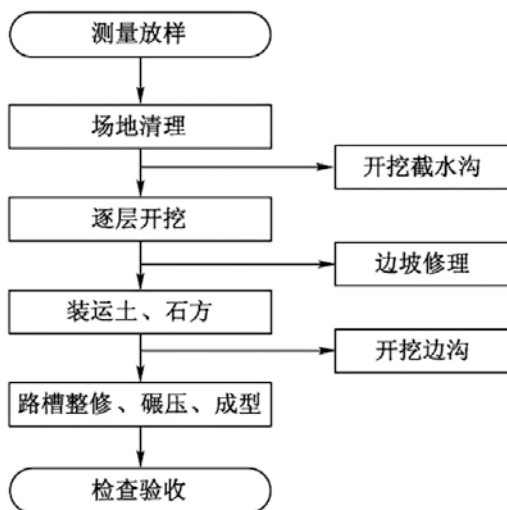 测量放样
场地清理
开挖截水沟
逐层开挖
边坡修理
装运土、石方
开挖边沟
路槽整修、碾压、成型
检查验收